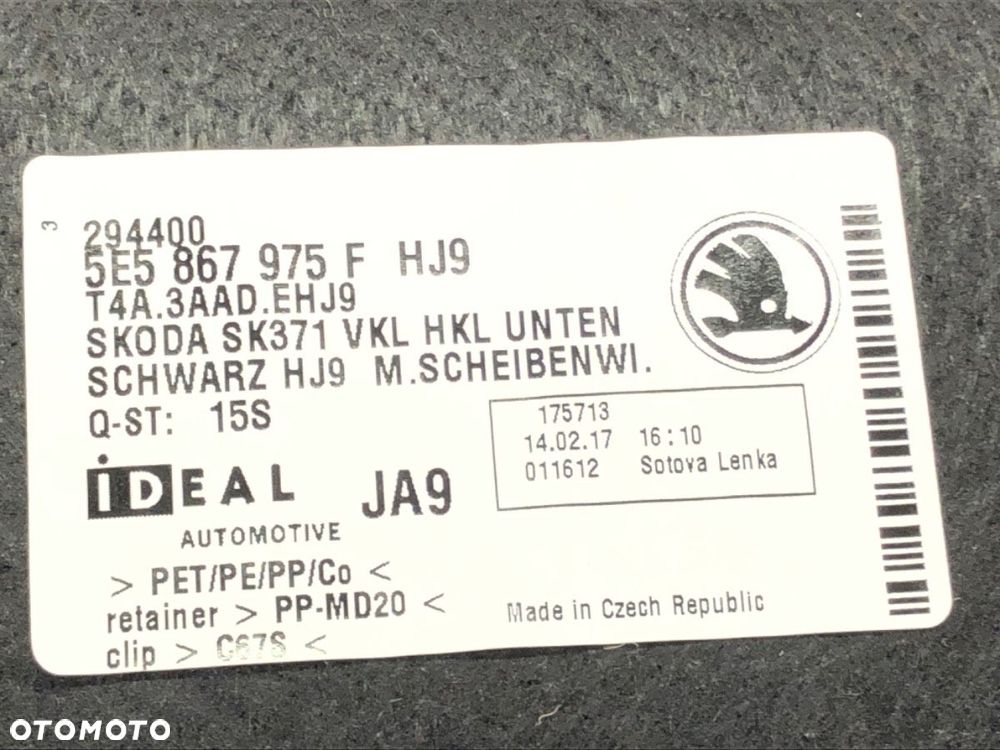 3
294400
5E5 867 975 F HJ9
T4A.3AAD.EHJ9
SKODA SK371 VKL HKL UNTEN
SCHWARZ HJ9 M.SCHEIBENWI.
Q-ST: 15S
175713
14.02.17 16:10
011612 Sotova Lenka
iDEAL
AUTOMOTIVE
JA9
> PET/PE/PP/Co <
retainer > PP-MD20 <
clip > C67S <
Made in Czech Republic
OTOMOTO